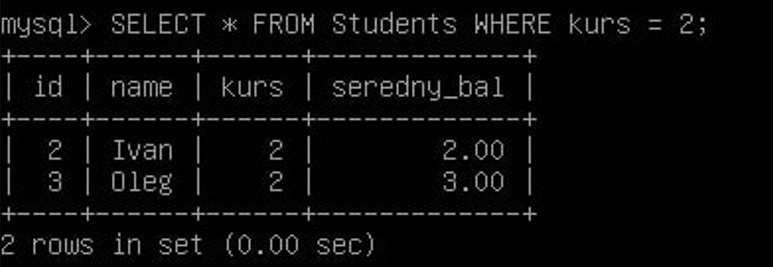 mysql> SELECT * FROM Students WHERE kurs = 2;
+----+------+------+-------------+
| id | name | kurs | seredny_bal |
+----+------+------+-------------+
|  2 | Ivan |    2 |        2.00 |
|  3 | Oleg |    2 |        3.00 |
+----+------+------+-------------+
2 rows in set (0.00 sec)